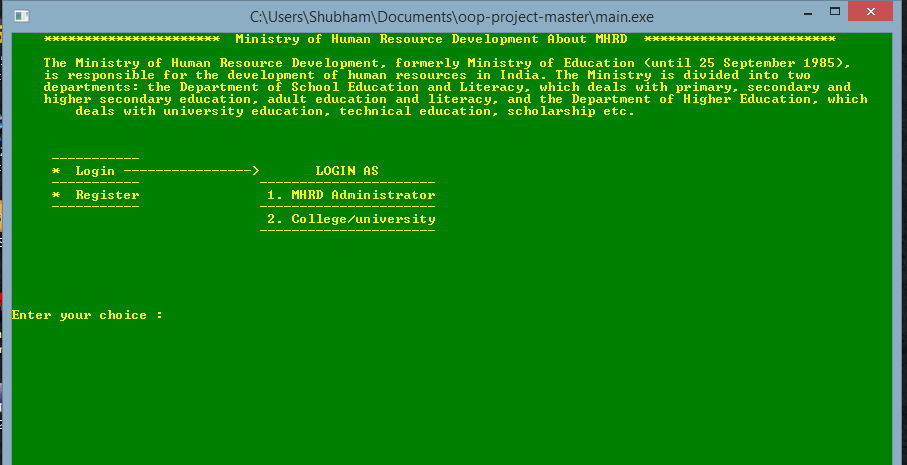 C:\Users\Shubham\Documents\oop-project-master\main.exe
********************** Ministry of Human Resource Development About MHRD ************************
The Ministry of Human Resource Development, formerly Ministry of Education (until 25 September 1985),
is responsible for the development of human resources in India. The Ministry is divided into two
departments: the Department of School Education and Literacy, which deals with primary, secondary and
higher secondary education, adult education and literacy, and the Department of Higher Education, which
deals with university education, technical education, scholarship etc.
-----------
* Login ----------------> LOGIN AS
----------- ----------------------
* Register 1. MHRD Administrator
----------- ----------------------
2. College/university
----------------------
Enter your choice :